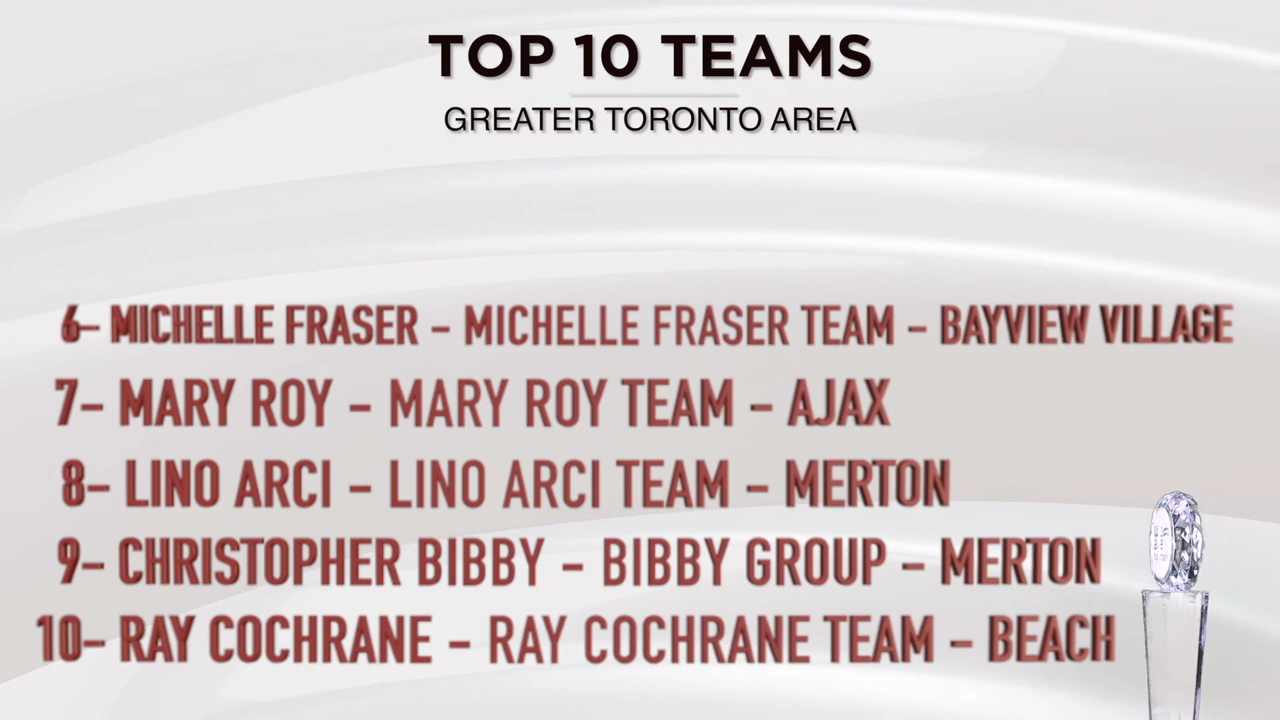 TOP 10 TEAMS
GREATER TORONTO AREA
6– MICHELLE FRASER – MICHELLE FRASER TEAM – BAYVIEW VILLAGE
7– MARY ROY – MARY ROY TEAM – AJAX
8– LINO ARCI – LINO ARCI TEAM – MERTON
9– CHRISTOPHER BIBBY – BIBBY GROUP – MERTON
10– RAY COCHRANE – RAY COCHRANE TEAM – BEACH